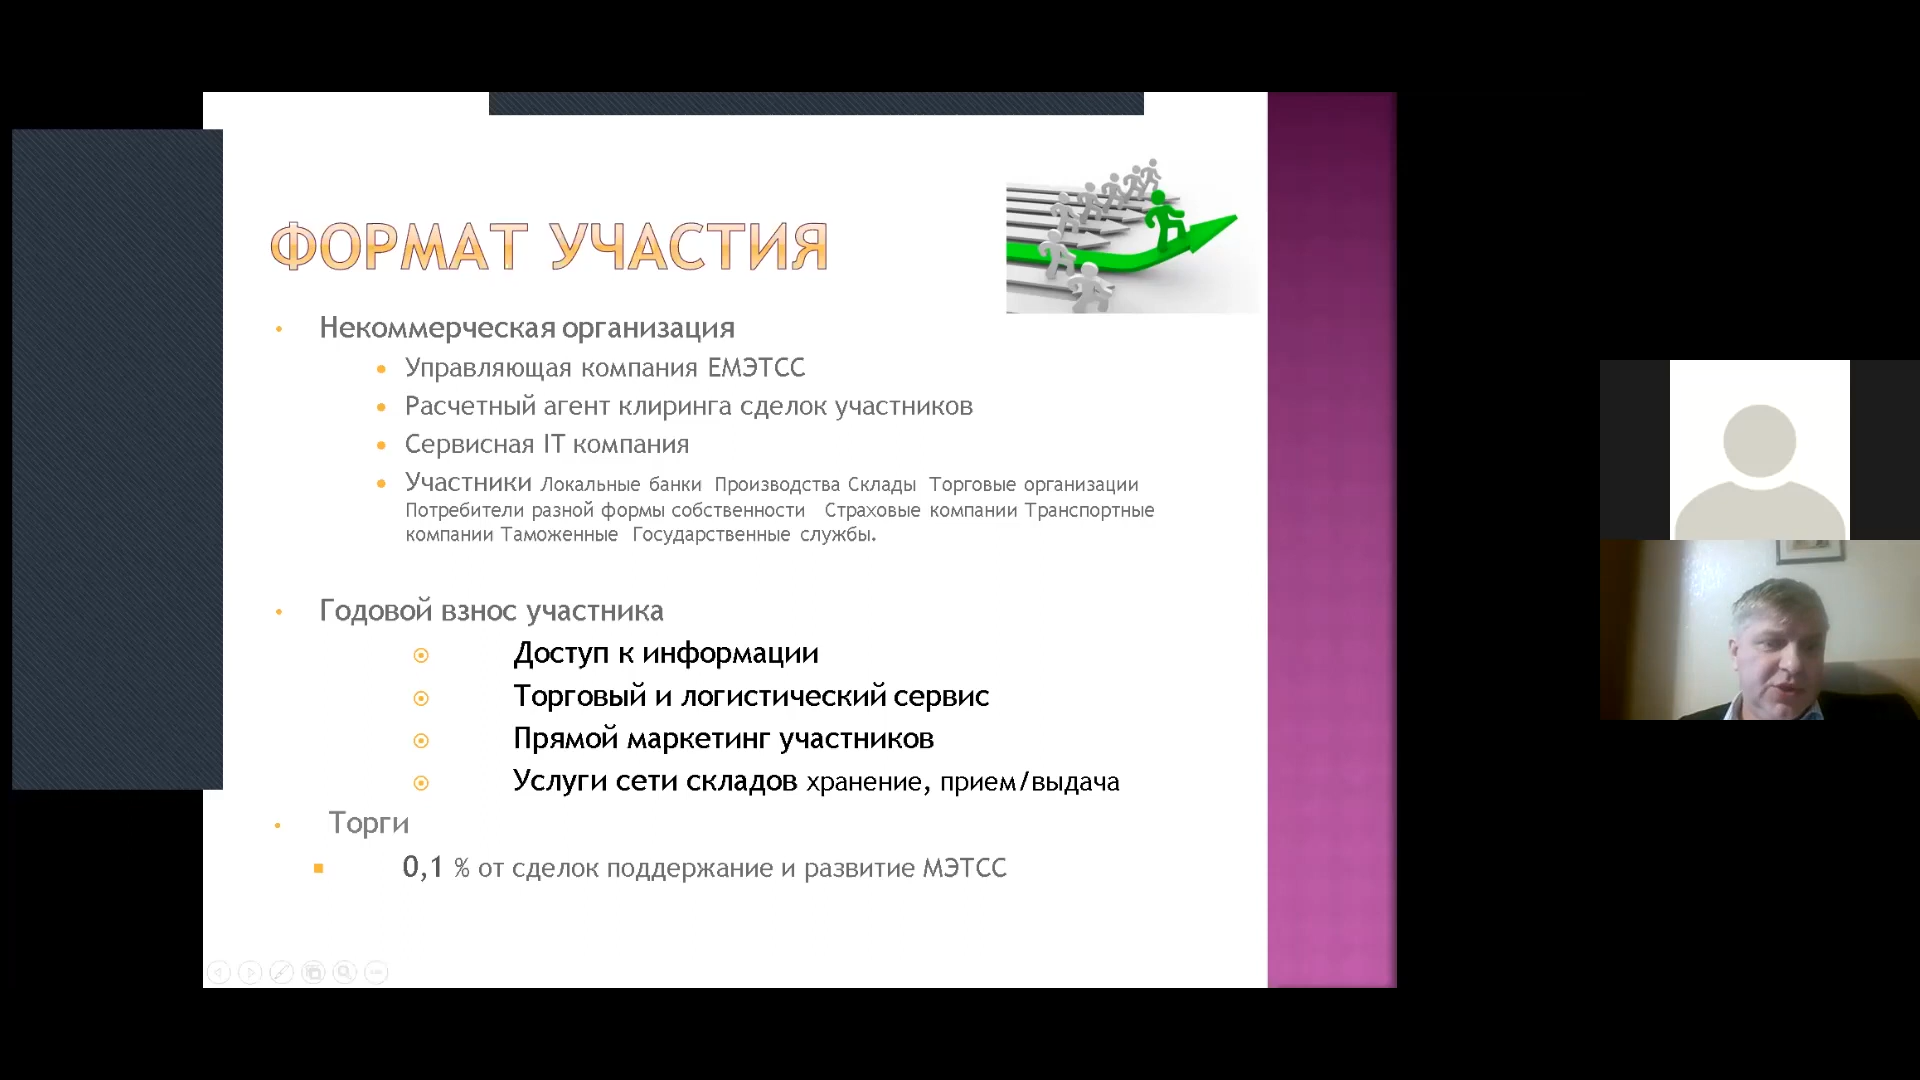 ФОРМАТ УЧАСТИЯ
Некоммерческая организация
Управляющая компания ЕМЭТСС
Расчетный агент клиринга сделок участников
Сервисная IT компания
Участники Локальные банки Производства Склады Торговые организации
Потребители разной формы собственности Страховые компании Транспортные
компании Таможенные Государственные службы.
Годовой взнос участника
Доступ к информации
Торговый и логистический сервис
Прямой маркетинг участников
Услуги сети складов хранение, прием/выдача
Торги
0,1 % от сделок поддержание и развитие МЭТСС